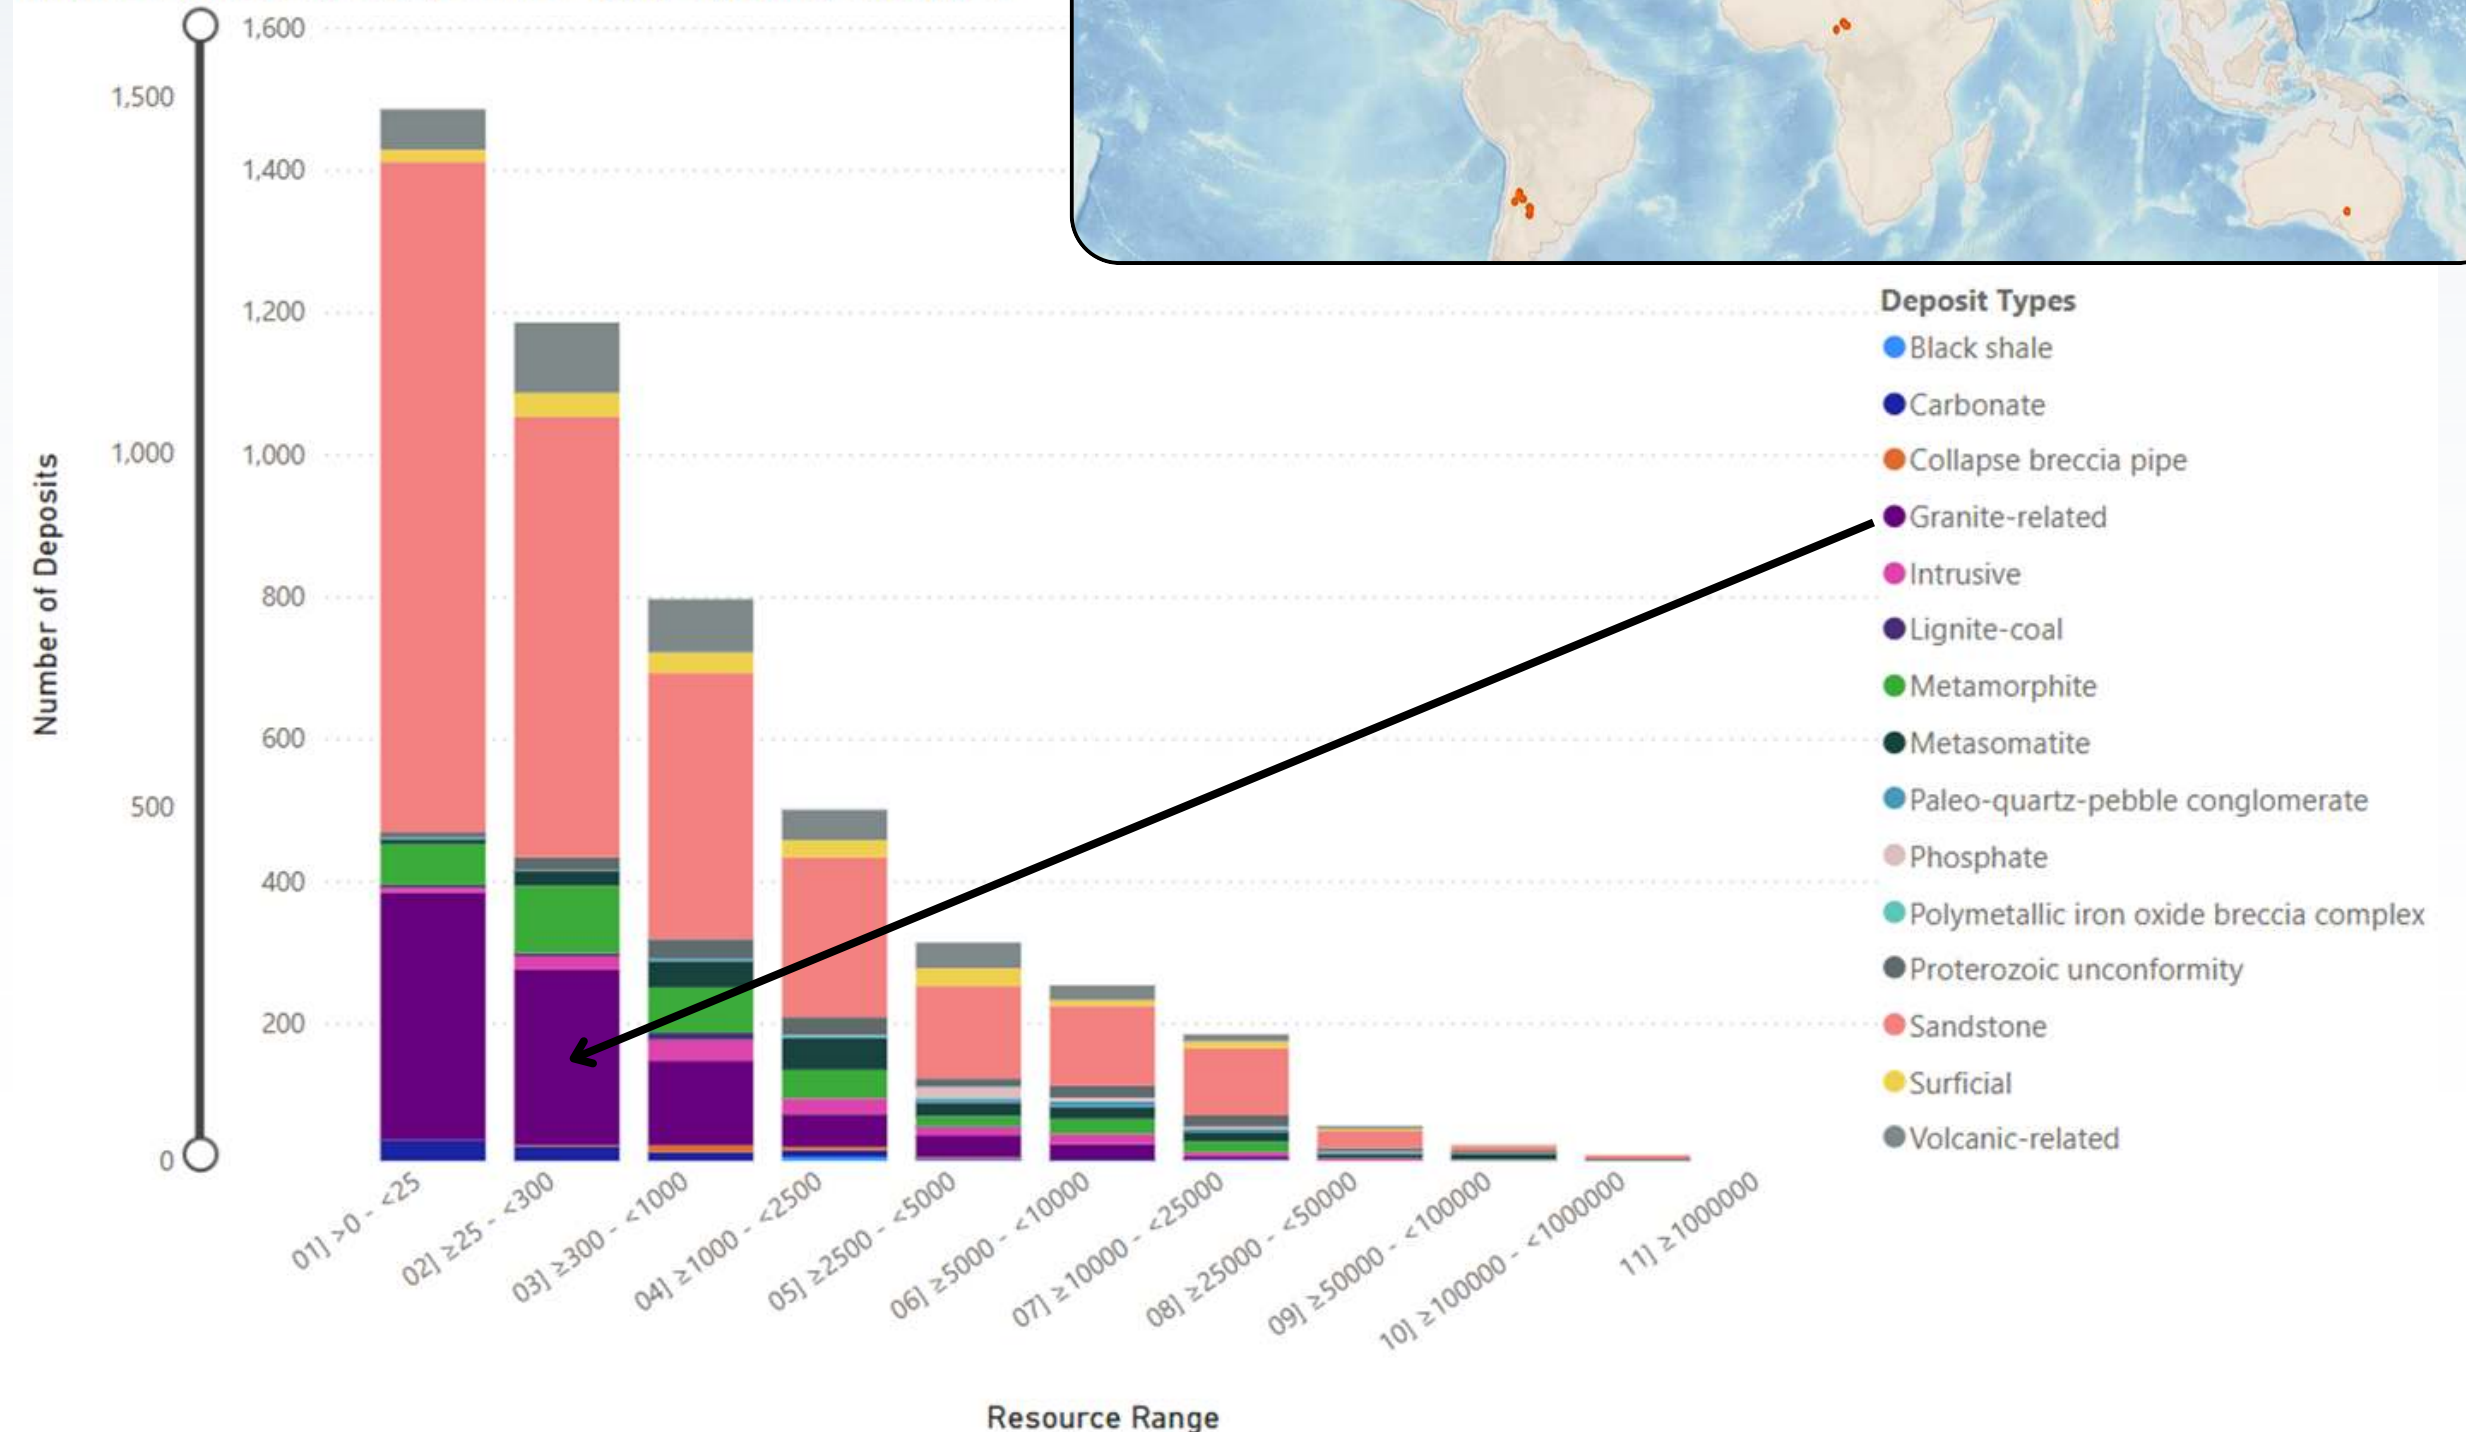 1,600
1,500
1,400
1,200
1,000
1,000
800
600
500
400
200
0
Number of Deposits
01] >0 - <25
02] ≥25 - <300
03] ≥300 - <1000
04] ≥1000 - <2500
05] ≥2500 - <5000
06] ≥5000 - <10000
07] ≥10000 - <25000
08] ≥25000 - <50000
09] ≥50000 - <100000
10] ≥100000 - <1000000
11] ≥1000000
Resource Range
Deposit Types
Black shale
Carbonate
Collapse breccia pipe
Granite-related
Intrusive
Lignite-coal
Metamorphite
Metasomatite
Paleo-quartz-pebble conglomerate
Phosphate
Polymetallic iron oxide breccia complex
Proterozoic unconformity
Sandstone
Surficial
Volcanic-related